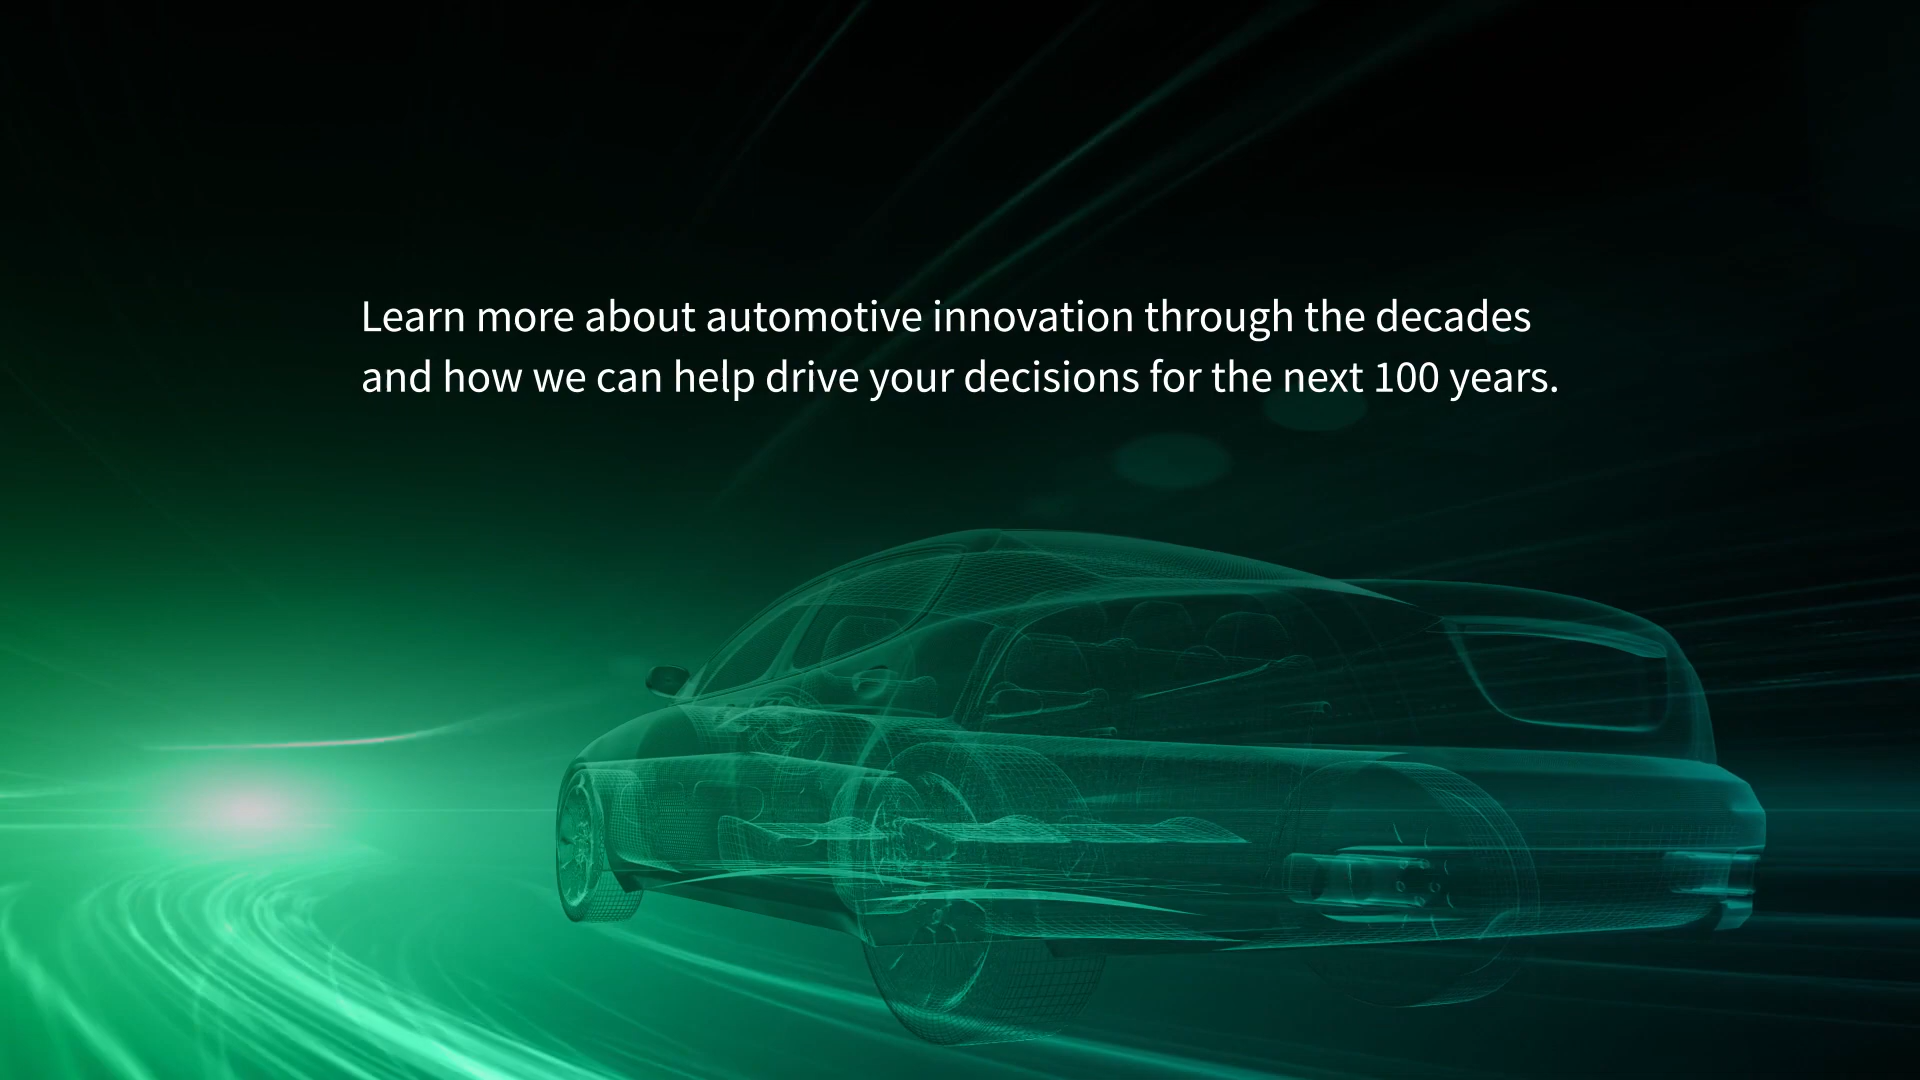 Learn more about automotive innovation through the decades
and how we can help drive your decisions for the next 100 years.